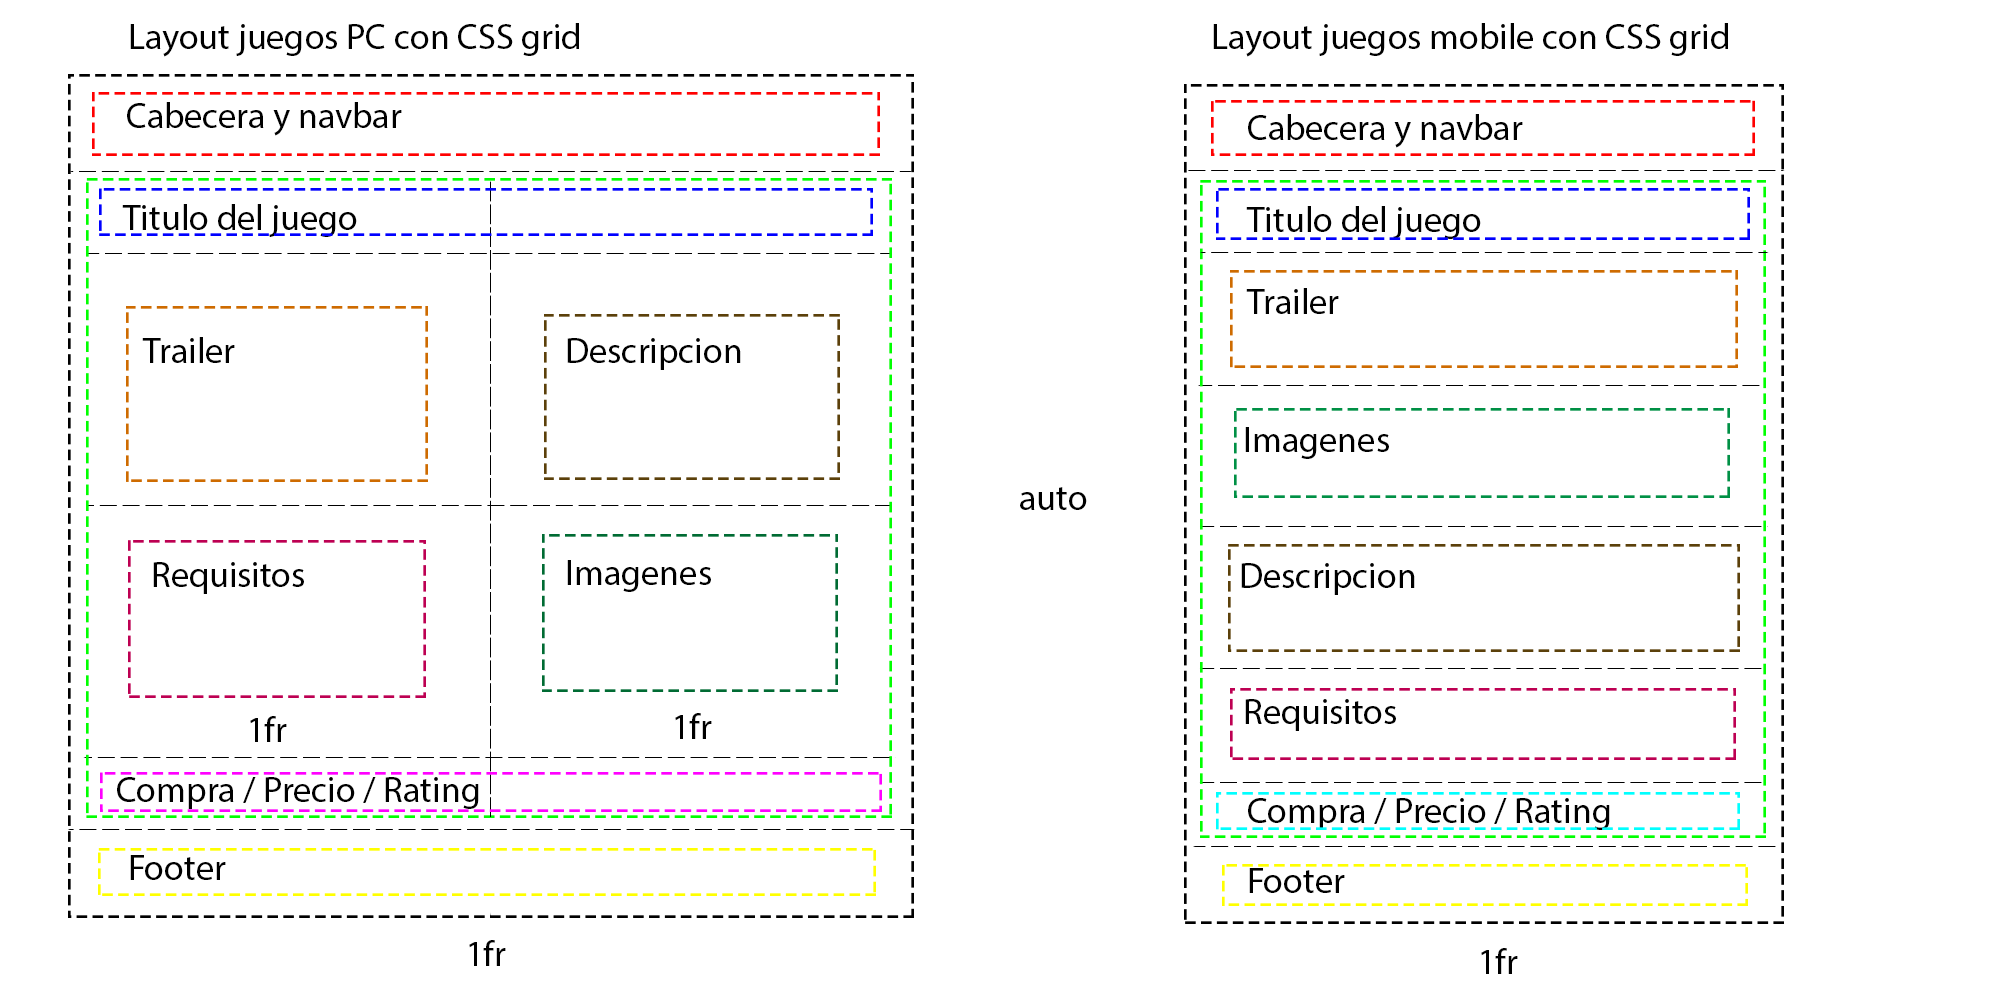 Layout juegos PC con CSS grid
Cabecera y navbar
Titulo del juego
Trailer
Descripcion
Requisitos
Imagenes
1fr
1fr
Compra / Precio / Rating
Footer
1fr
auto
Layout juegos mobile con CSS grid
Cabecera y navbar
Titulo del juego
Trailer
Imagenes
Descripcion
Requisitos
Compra / Precio / Rating
Footer
1fr